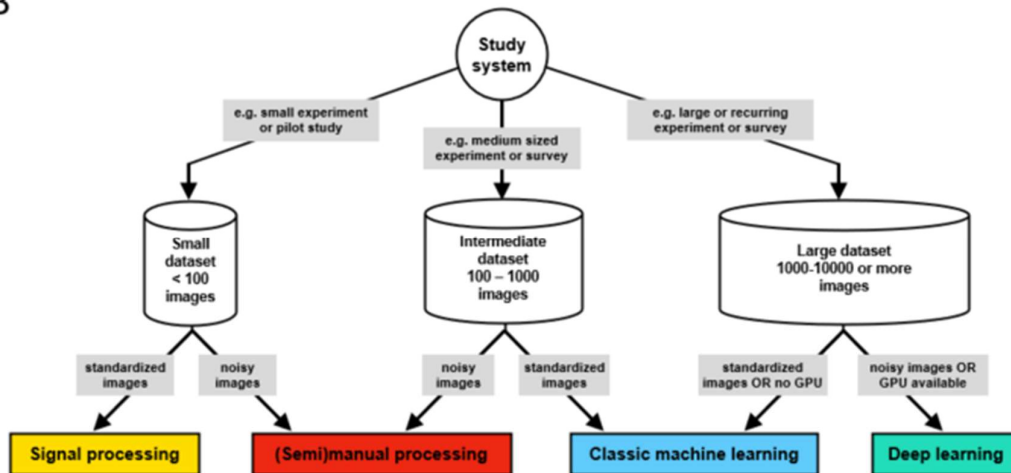 Study
system
e.g. small experiment
or pilot study
e.g. medium sized
experiment or survey
e.g. large or recurring
experiment or survey
Small
dataset
< 100
images
Intermediate
dataset
100 – 1000
images
Large dataset
1000-10000 or more
images
standardized
images
noisy
images
noisy
images
standardized
images
standardized
images OR no GPU
noisy images OR
GPU available
Signal processing
(Semi)manual processing
Classic machine learning
Deep learning